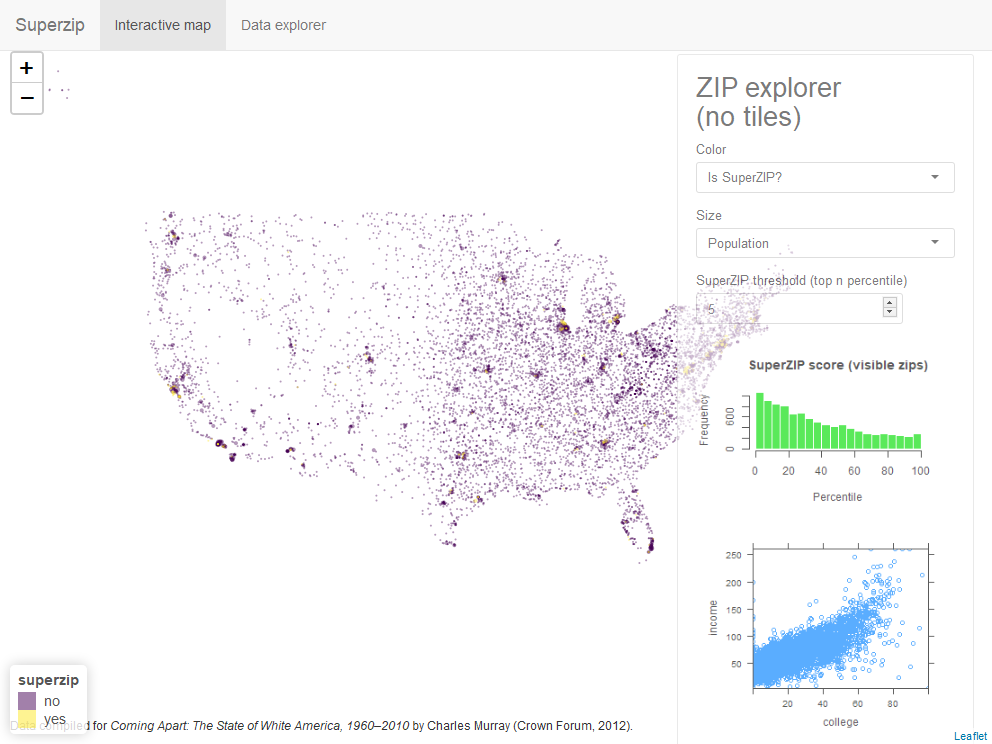 Superzip
Interactive map
Data explorer
+
−
ZIP explorer
(no tiles)
Color
Is SuperZIP?
Size
Population
SuperZIP threshold (top n percentile)
5
SuperZIP score (visible zips)
Frequency
0 600
0 20 40 60 80 100
Percentile
income
50 100 150 200 250
20 40 60 80
college
superzip
no
yes
Data compiled for Coming Apart: The State of White America, 1960–2010 by Charles Murray (Crown Forum, 2012).
Leaflet